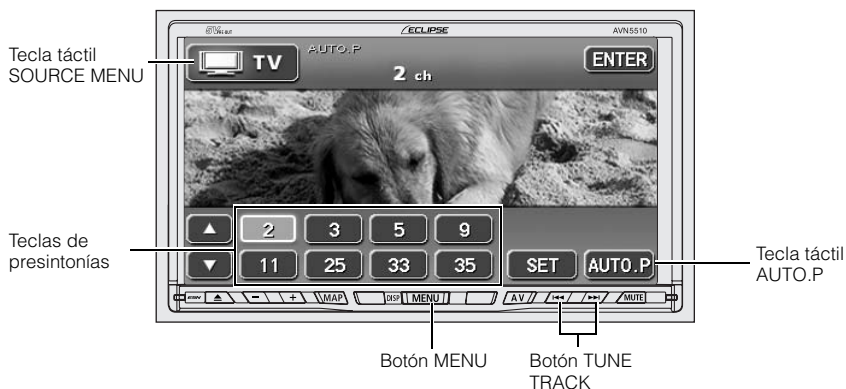 ECLIPSE
AVN5510
Tecla táctil
SOURCE MENU
TV
AUTO.P
2 ch
ENTER
Teclas de
presintonías
2 3 5 9
11 25 33 35
SET AUTO.P
Tecla táctil
AUTO.P
MAP DISP MENU AV MUTE
Botón MENU
Botón TUNE
TRACK